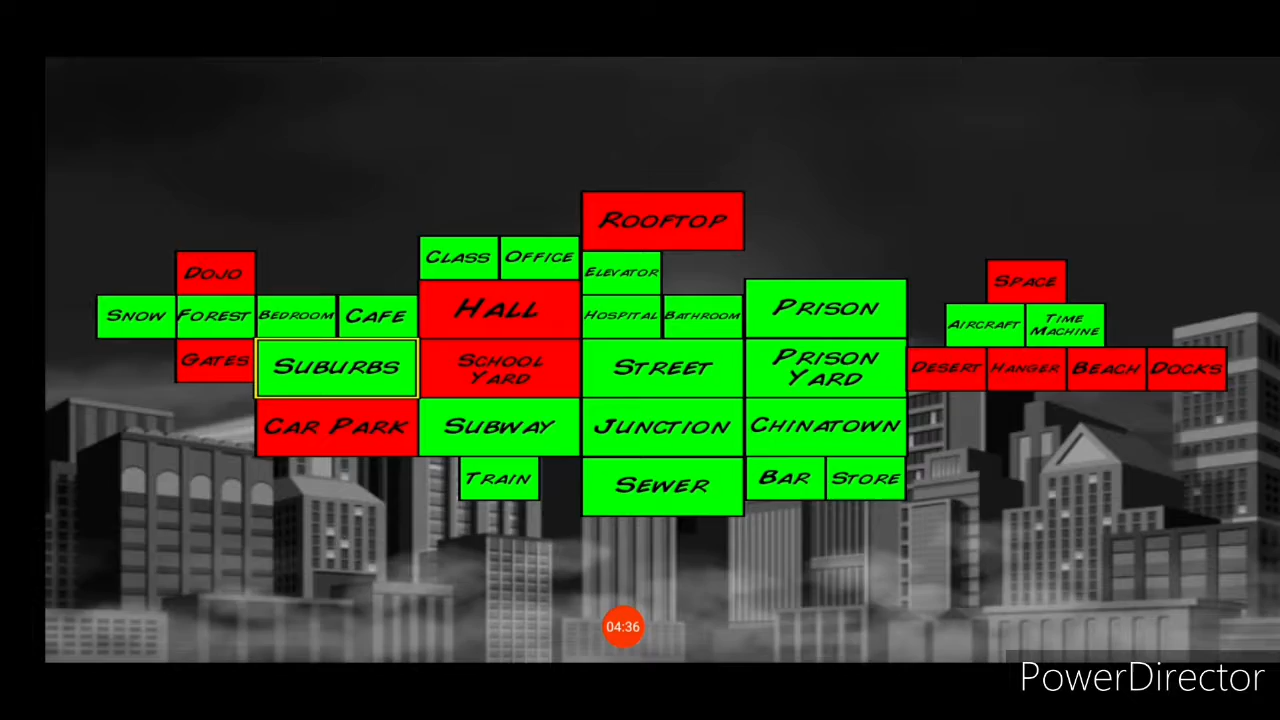 Rooftop
Class Office
Elevator
Dojo
Space
Snow Forest Bedroom Cafe Hall Hospital Bathroom Prison Aircraft Time
Machine
Gates Suburbs School
Yard Street Prison
Yard Desert Hanger Beach Docks
Car Park Subway Junction Chinatown
Train Sewer Bar Store
04:36
PowerDirector